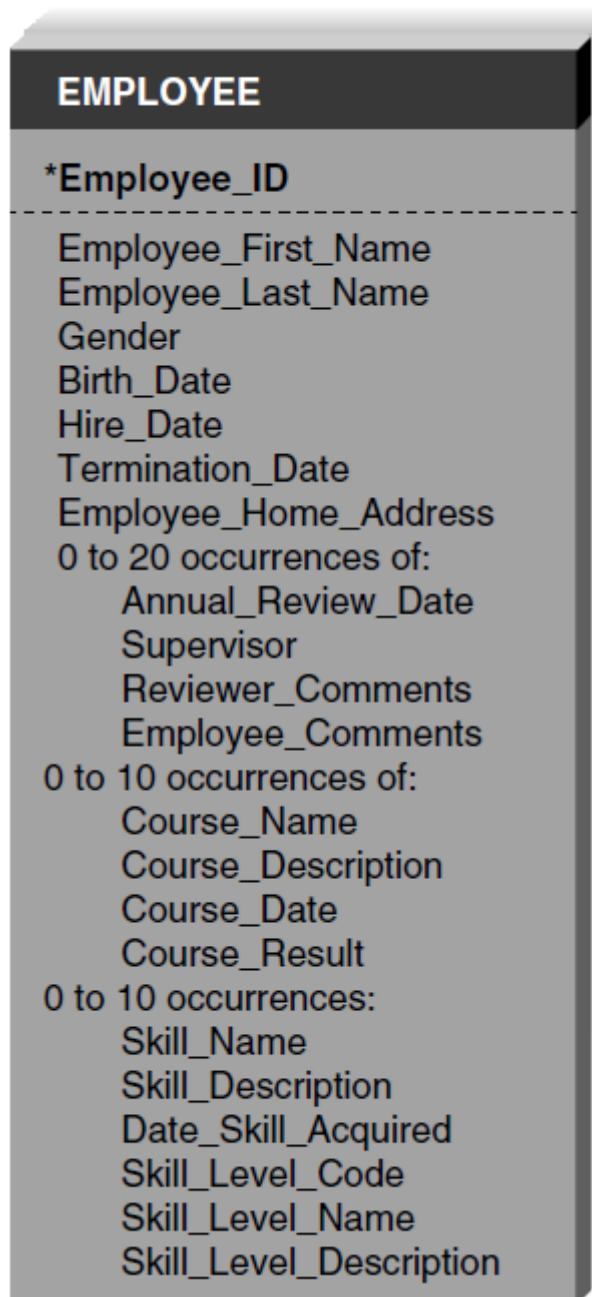 EMPLOYEE
*Employee_ID
Employee_First_Name
Employee_Last_Name
Gender
Birth_Date
Hire_Date
Termination_Date
Employee_Home_Address
0 to 20 occurrences of:
Annual_Review_Date
Supervisor
Reviewer_Comments
Employee_Comments
0 to 10 occurrences of:
Course_Name
Course_Description
Course_Date
Course_Result
0 to 10 occurrences:
Skill_Name
Skill_Description
Date_Skill_Acquired
Skill_Level_Code
Skill_Level_Name
Skill_Level_Description